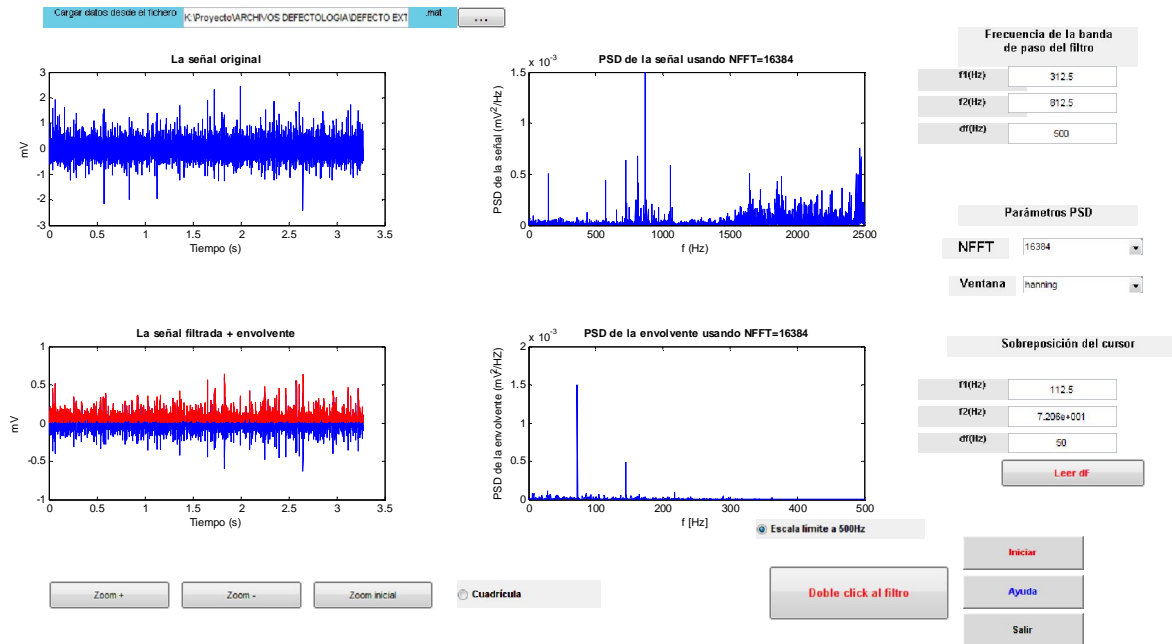 Cargar datos desde el fichero K:\Proyecto\ARCHIVOS DEFECTOLOGIA\DEFECTO EXT .mat ...
La señal original
3
2
1
0
-1
-2
-3
mV
0 0.5 1 1.5 2 2.5 3 3.5
Tiempo (s)
PSD de la señal usando NFFT=16384
x 10^-3
1.5
1
0.5
0
PSD de la señal (mV^2/Hz)
0 500 1000 1500 2000 2500
f (Hz)
Frecuencia de la banda
de paso del filtro
f1(Hz) 312.5
f2(Hz) 812.5
df(Hz) 500
Parámetros PSD
NFFT 16384
Ventana hanning
La señal filtrada + envolvente
1
0.5
0
-0.5
-1
mV
0 0.5 1 1.5 2 2.5 3 3.5
Tiempo (s)
PSD de la envolvente usando NFFT=16384
x 10^-3
2
1.5
1
0.5
0
PSD de la envolvente (mV^2/HZ)
0 100 200 300 400 500
f [Hz]
Sobreposición del cursor
f1(Hz) 112.5
f2(Hz) 7.206e+001
df(Hz) 50
Leer dF
Escala límite a 500Hz
Zoom +
Zoom -
Zoom inicial
Cuadrícula
Doble click al filtro
Iniciar
Ayuda
Salir